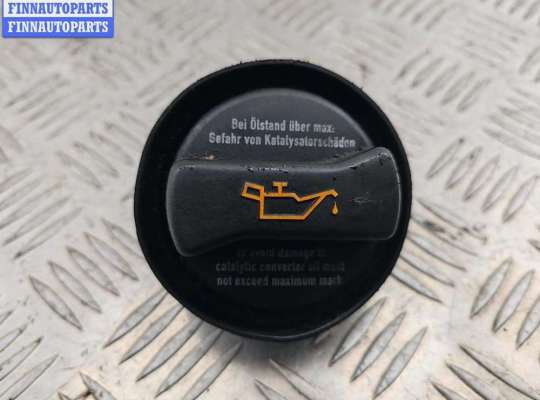 FINNAUTOPARTS
FINNAUTOPARTS
Bei Ölstand über max:
Gefahr von Katalysatorschäden
to avoid damage to
catalytic converter oil must
not exceed maximum mark